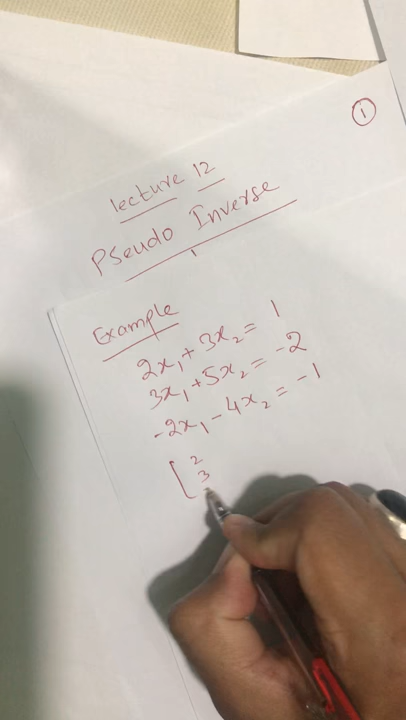 1
lecture 12
Pseudo Inverse
Example
2x₁ + 3x₂ = 1
3x₁ + 5x₂ = -2
-2x₁ - 4x₂ = -1
[ 2
3